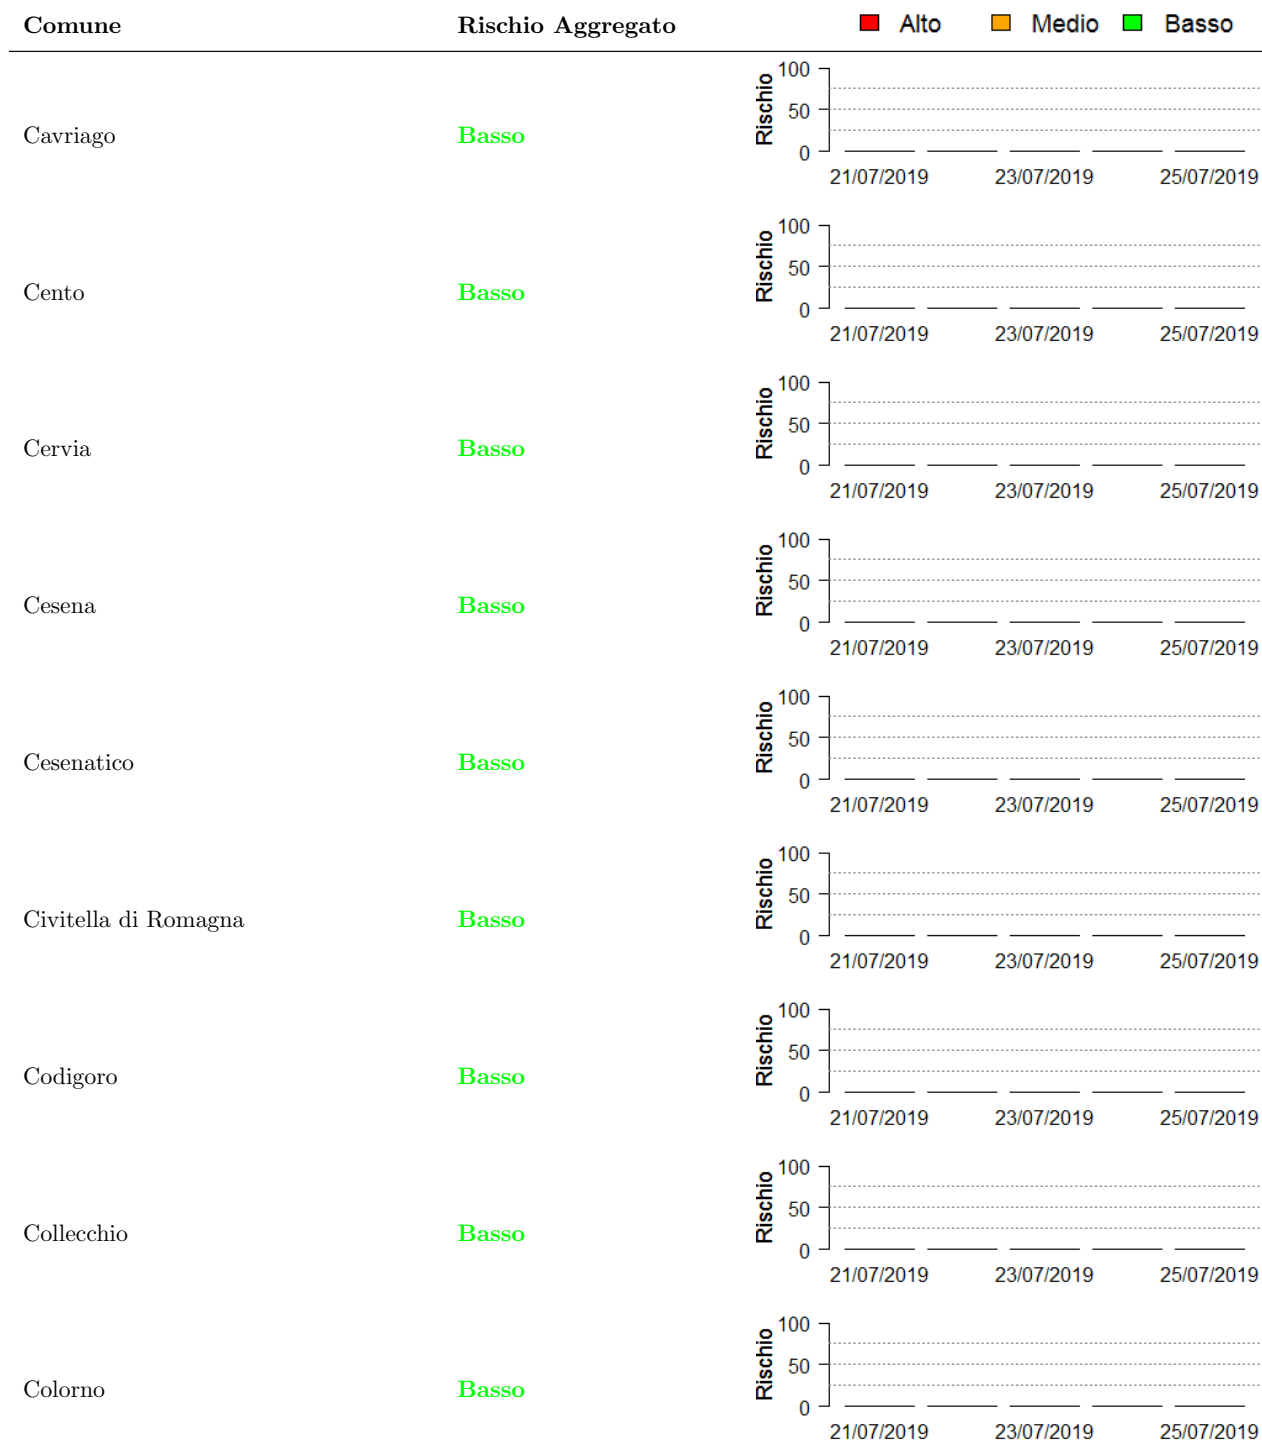 Comune Rischio Aggregato Alto Medio Basso
100
50
0
Rischio
Cavriago Basso
21/07/2019 23/07/2019 25/07/2019
100
50
0
Rischio
Cento Basso
21/07/2019 23/07/2019 25/07/2019
100
50
0
Rischio
Cervia Basso
21/07/2019 23/07/2019 25/07/2019
100
50
0
Rischio
Cesena Basso
21/07/2019 23/07/2019 25/07/2019
100
50
0
Rischio
Cesenatico Basso
21/07/2019 23/07/2019 25/07/2019
100
50
0
Rischio
Civitella di Romagna Basso
21/07/2019 23/07/2019 25/07/2019
100
50
0
Rischio
Codigoro Basso
21/07/2019 23/07/2019 25/07/2019
100
50
0
Rischio
Collecchio Basso
21/07/2019 23/07/2019 25/07/2019
100
50
0
Rischio
Colorno Basso
21/07/2019 23/07/2019 25/07/2019